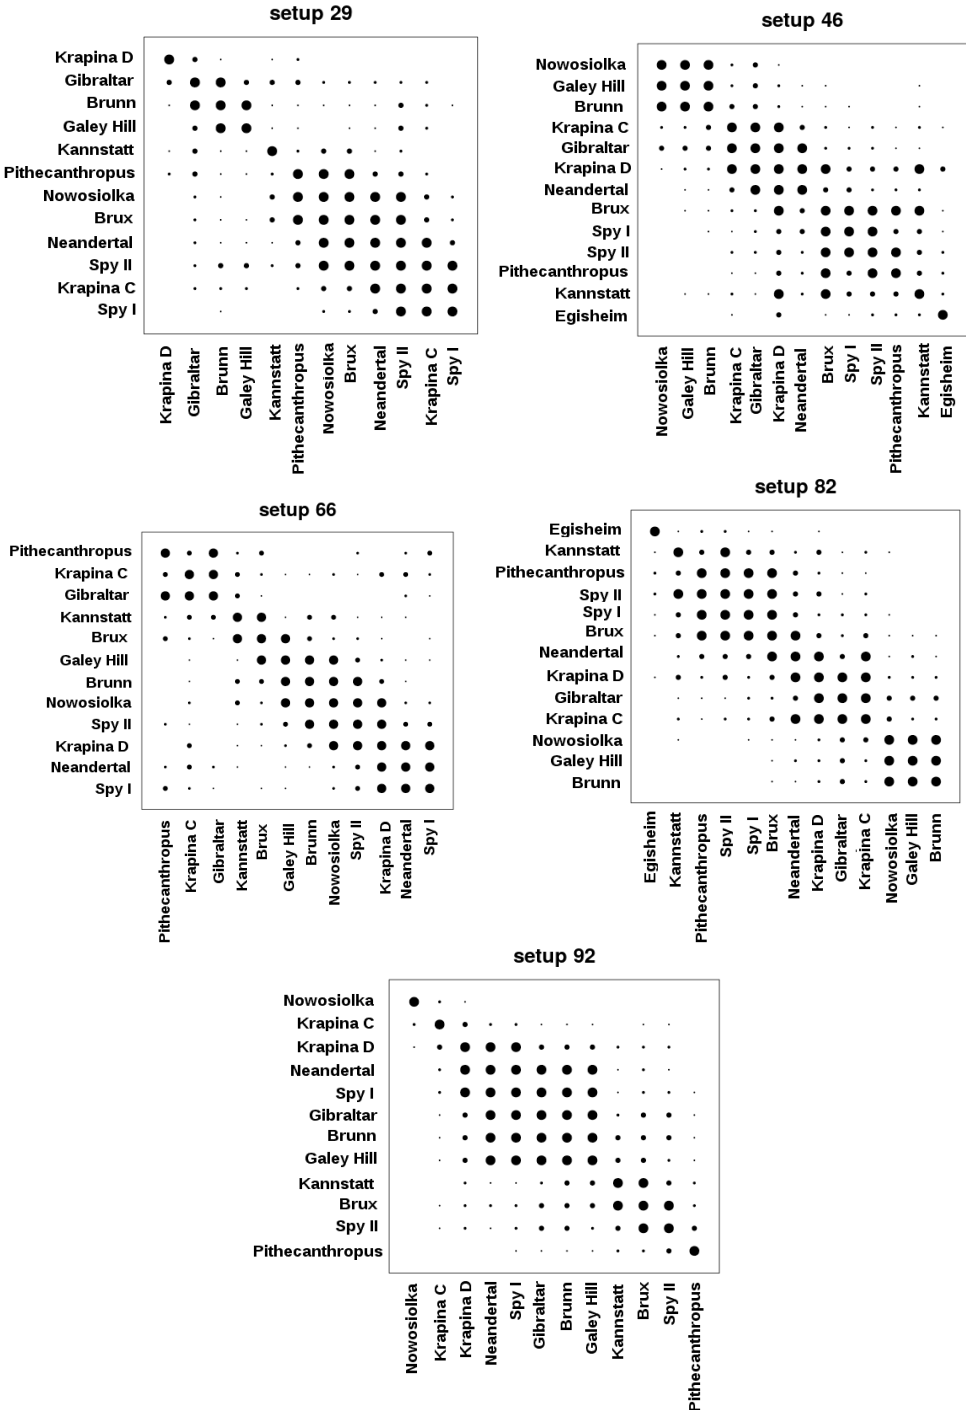 setup 29
Krapina D
Gibraltar
Brunn
Galey Hill
Kannstatt
Pithecanthropus
Nowosiolka
Brux
Neandertal
Spy II
Krapina C
Spy I
Krapina D
Gibraltar
Brunn
Galey Hill
Kannstatt
Pithecanthropus
Nowosiolka
Brux
Neandertal
Spy II
Krapina C
Spy I
setup 46
Nowosiolka
Galey Hill
Brunn
Krapina C
Gibraltar
Krapina D
Neandertal
Brux
Spy I
Spy II
Pithecanthropus
Kannstatt
Egisheim
Nowosiolka
Galey Hill
Brunn
Krapina C
Gibraltar
Krapina D
Neandertal
Brux
Spy I
Spy II
Pithecanthropus
Kannstatt
Egisheim
setup 66
Pithecanthropus
Krapina C
Gibraltar
Kannstatt
Brux
Galey Hill
Brunn
Nowosiolka
Spy II
Krapina D
Neandertal
Spy I
Pithecanthropus
Krapina C
Gibraltar
Kannstatt
Brux
Galey Hill
Brunn
Nowosiolka
Spy II
Krapina D
Neandertal
Spy I
setup 82
Egisheim
Kannstatt
Pithecanthropus
Spy II
Spy I
Brux
Neandertal
Krapina D
Gibraltar
Krapina C
Nowosiolka
Galey Hill
Brunn
Egisheim
Kannstatt
Pithecanthropus
Spy II
Spy I
Brux
Neandertal
Krapina D
Gibraltar
Krapina C
Nowosiolka
Galey Hill
Brunn
setup 92
Nowosiolka
Krapina C
Krapina D
Neandertal
Spy I
Gibraltar
Brunn
Galey Hill
Kannstatt
Brux
Spy II
Pithecanthropus
Nowosiolka
Krapina C
Krapina D
Neandertal
Spy I
Gibraltar
Brunn
Galey Hill
Kannstatt
Brux
Spy II
Pithecanthropus